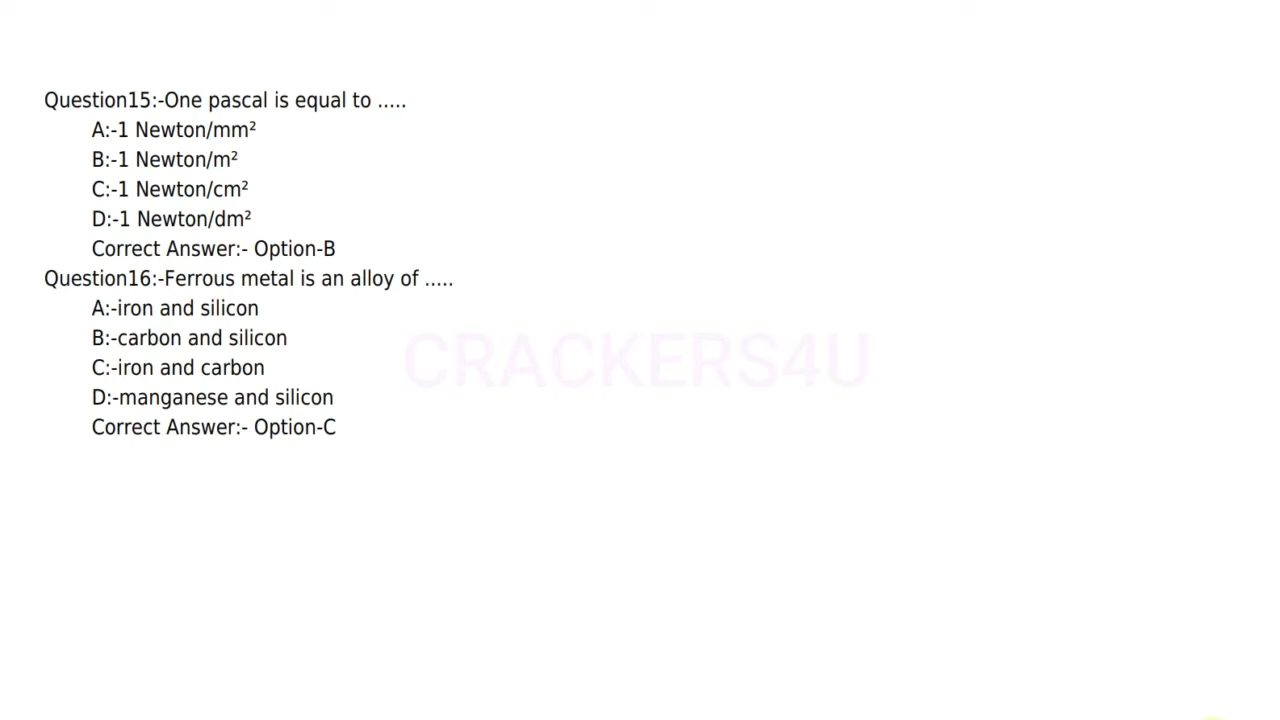 Question15:-One pascal is equal to .....
A:-1 Newton/mm²
B:-1 Newton/m²
C:-1 Newton/cm²
D:-1 Newton/dm²
Correct Answer:- Option-B
Question16:-Ferrous metal is an alloy of .....
A:-iron and silicon
B:-carbon and silicon
C:-iron and carbon
D:-manganese and silicon
Correct Answer:- Option-C
CRACKERS4U